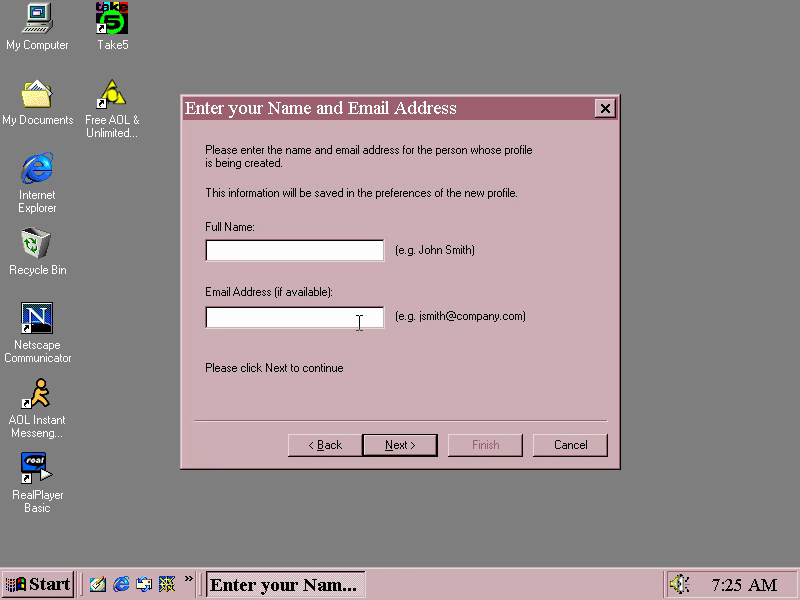 My Computer
Take5
My Documents
Free AOL &
Unlimited...
Internet
Explorer
Recycle Bin
Netscape
Communicator
AOL Instant
Messeng...
real
RealPlayer
Basic
Enter your Name and Email Address
Please enter the name and email address for the person whose profile
is being created.
This information will be saved in the preferences of the new profile.
Full Name:
(e.g. John Smith)
Email Address (if available):
(e.g. jsmith@company.com)
Please click Next to continue
< Back
Next >
Finish
Cancel
Start
»
Enter your Nam...
7:25 AM